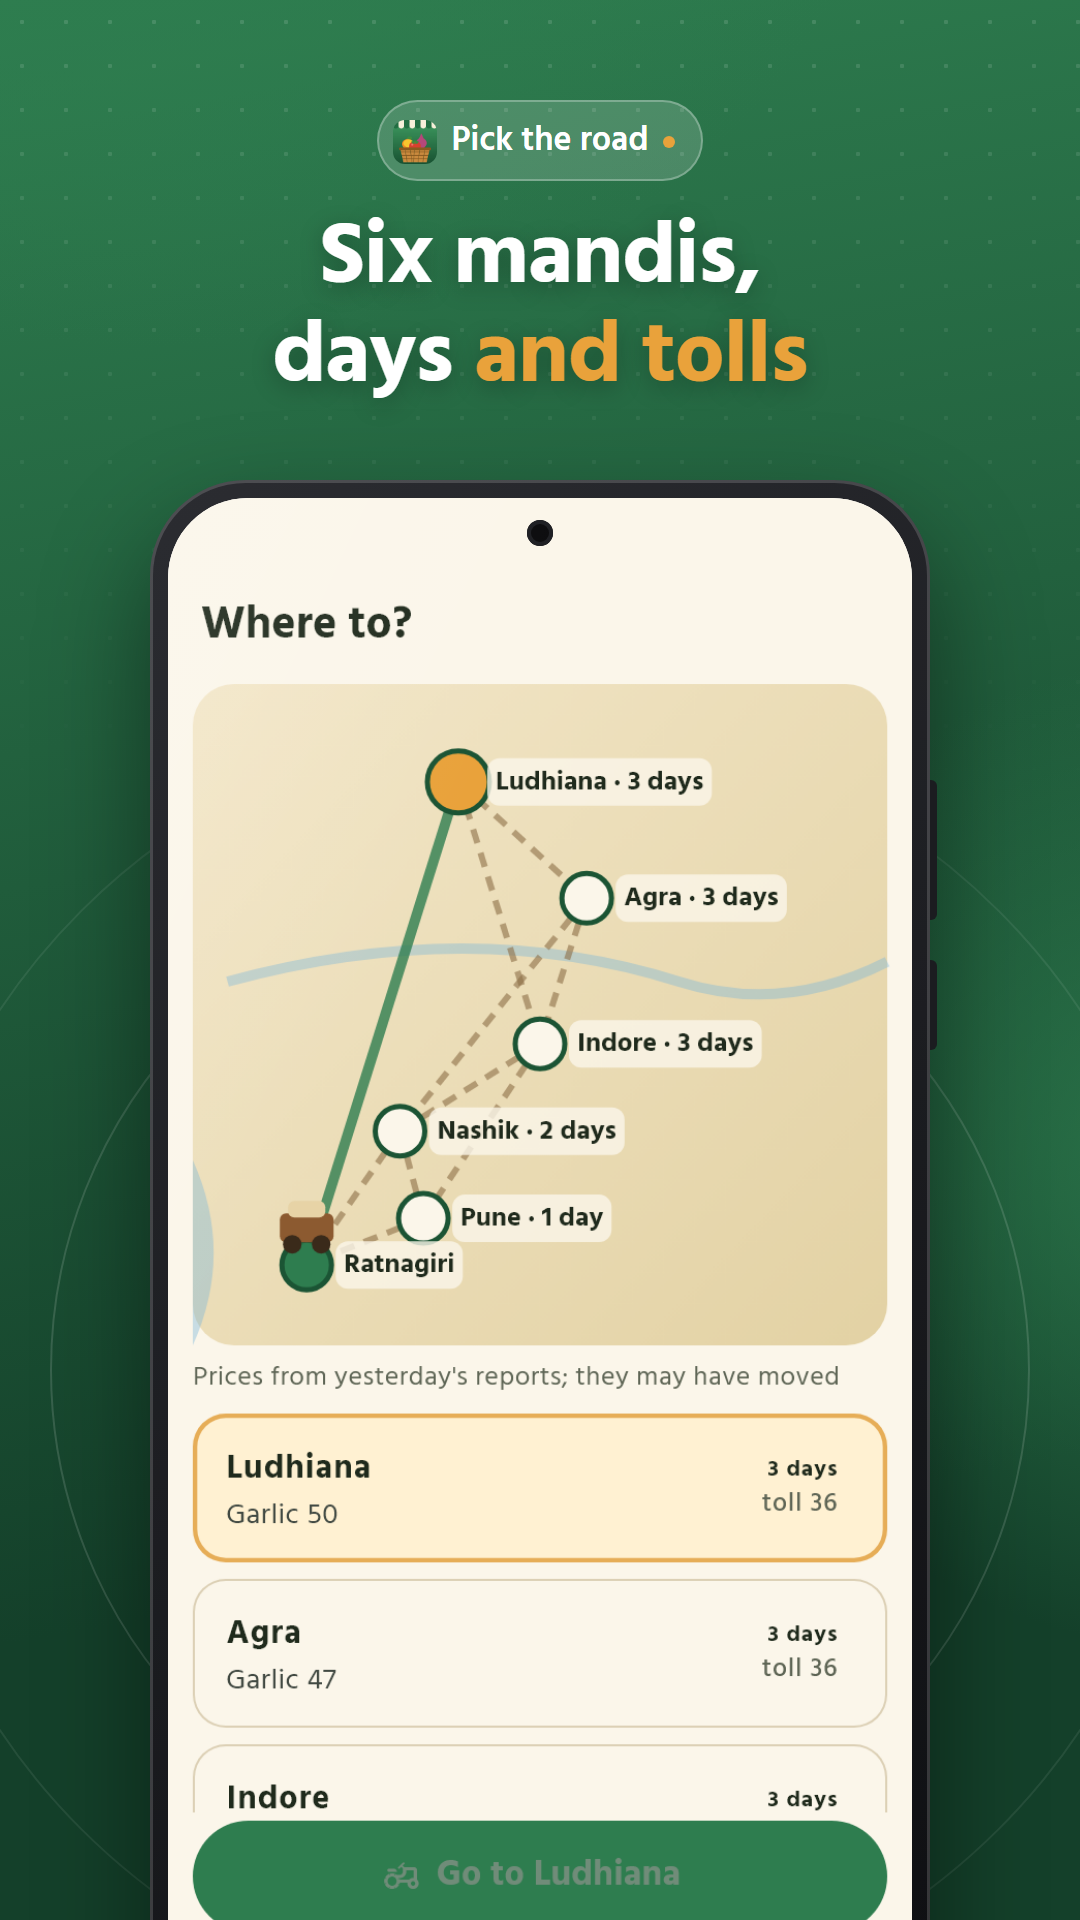 Pick the road
Six mandis,
days and tolls
Where to?
Ludhiana · 3 days
Agra · 3 days
Indore · 3 days
Nashik · 2 days
Pune · 1 day
Ratnagiri
Prices from yesterday's reports; they may have moved
Ludhiana
3 days
Garlic 50
toll 36
Agra
3 days
Garlic 47
toll 36
Indore
3 days
Go to Ludhiana